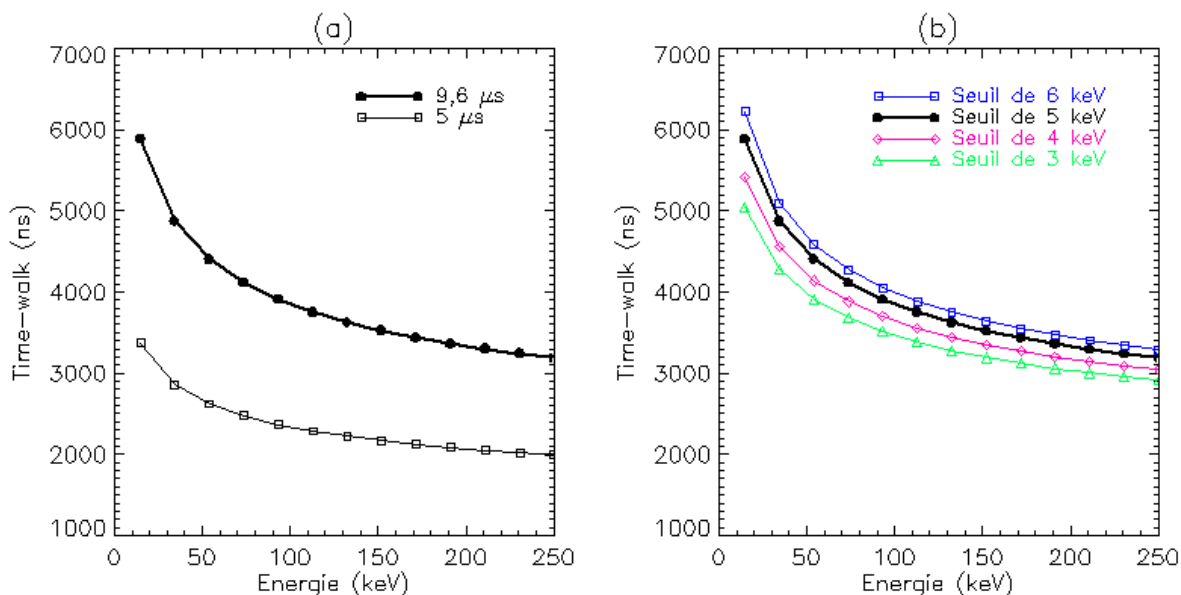 (a)
7000
6000
5000
4000
3000
2000
1000
Time-walk (ns)
9,6 µs
5 µs
0 50 100 150 200 250
Energie (keV)
(b)
7000
6000
5000
4000
3000
2000
1000
Time-walk (ns)
Seuil de 6 keV
Seuil de 5 keV
Seuil de 4 keV
Seuil de 3 keV
0 50 100 150 200 250
Energie (keV)